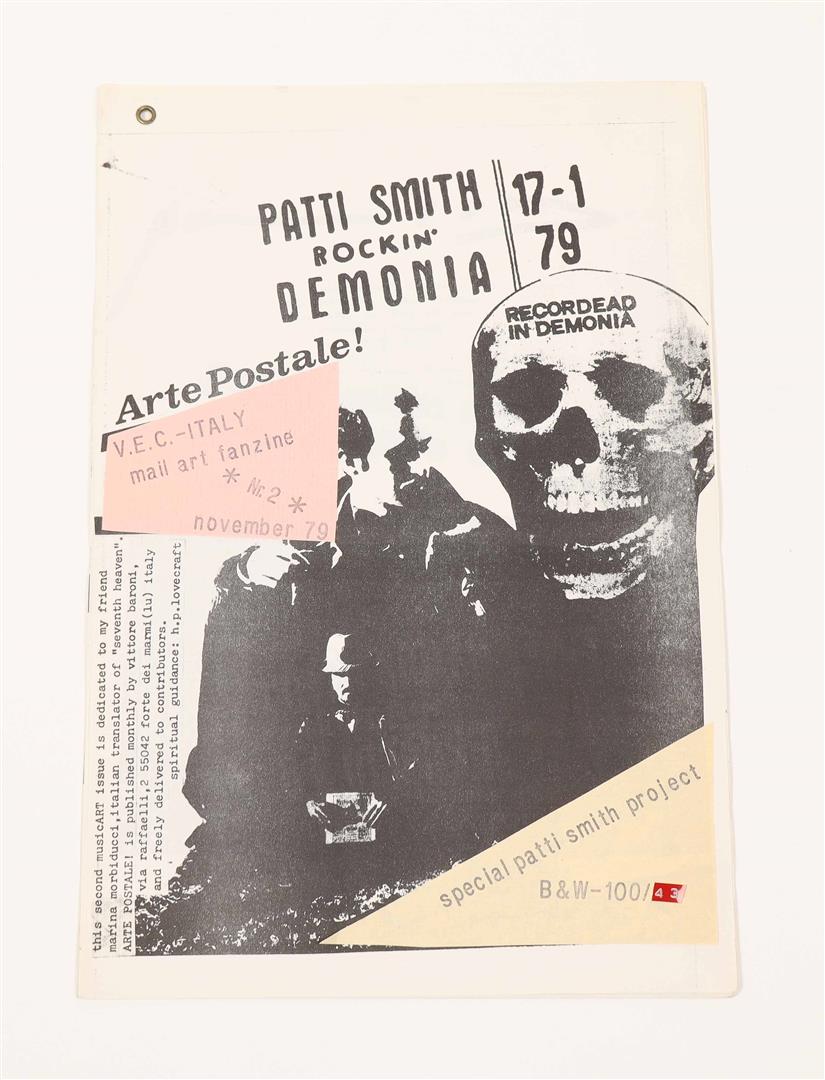 PATTI SMITH
ROCKIN'
DEMONIA
17-1
79
RECORDEAD
IN DEMONIA
Arte Postale!
V.E.C.-ITALY
mail art fanzine
* Nr.2 *
november 79
this second musicART issue is dedicated to my friend
marina morbiducci,italian translator of "seventh heaven".
ARTE POSTALE! is published monthly by vittore baroni,
via raffaelli,2 55042 forte dei marmi(lu) italy
and freely delivered to contributors.
spiritual guidance: h.p.lovecraft
special patti smith project
B&W-100/43/